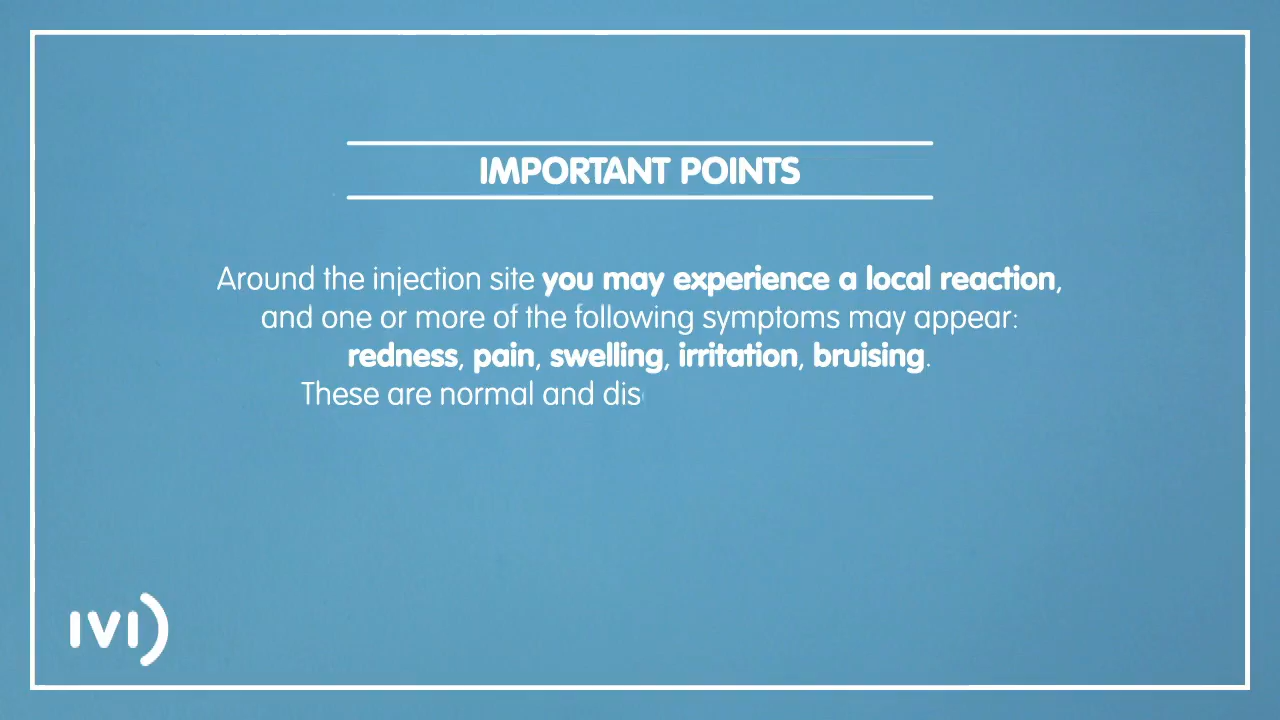 IMPORTANT POINTS
Around the injection site you may experience a local reaction,
and one or more of the following symptoms may appear:
redness, pain, swelling, irritation, bruising.
These are normal and dis
IVI